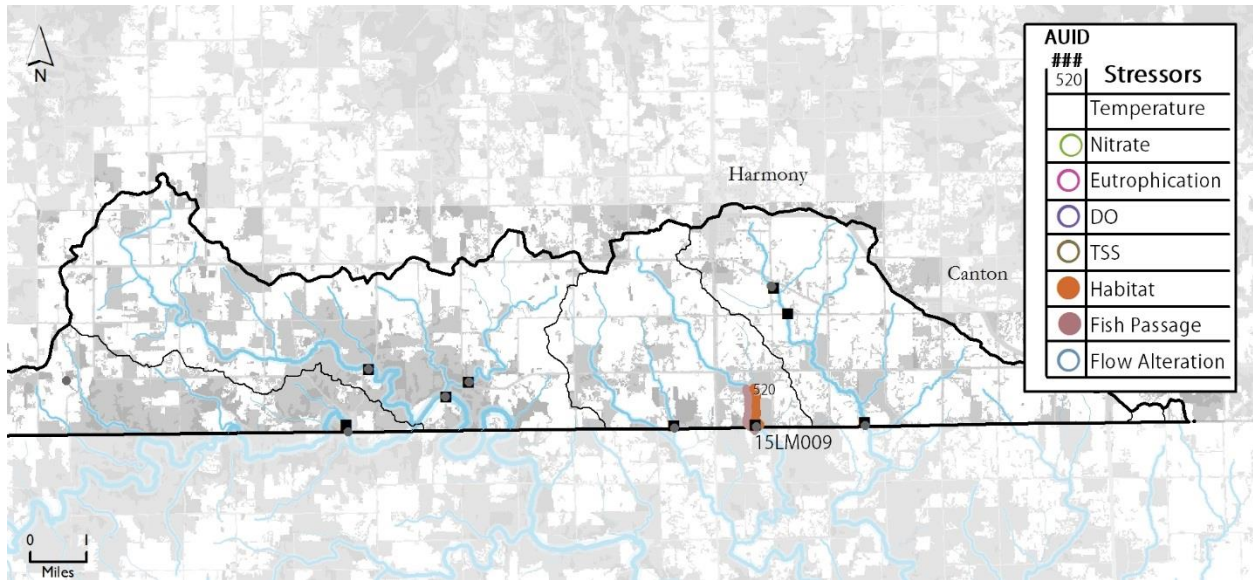 N
Harmony
Canton
520
15LM009
0 1
Miles
AUID
###
520 Stressors
Temperature
Nitrate
Eutrophication
DO
TSS
Habitat
Fish Passage
Flow Alteration